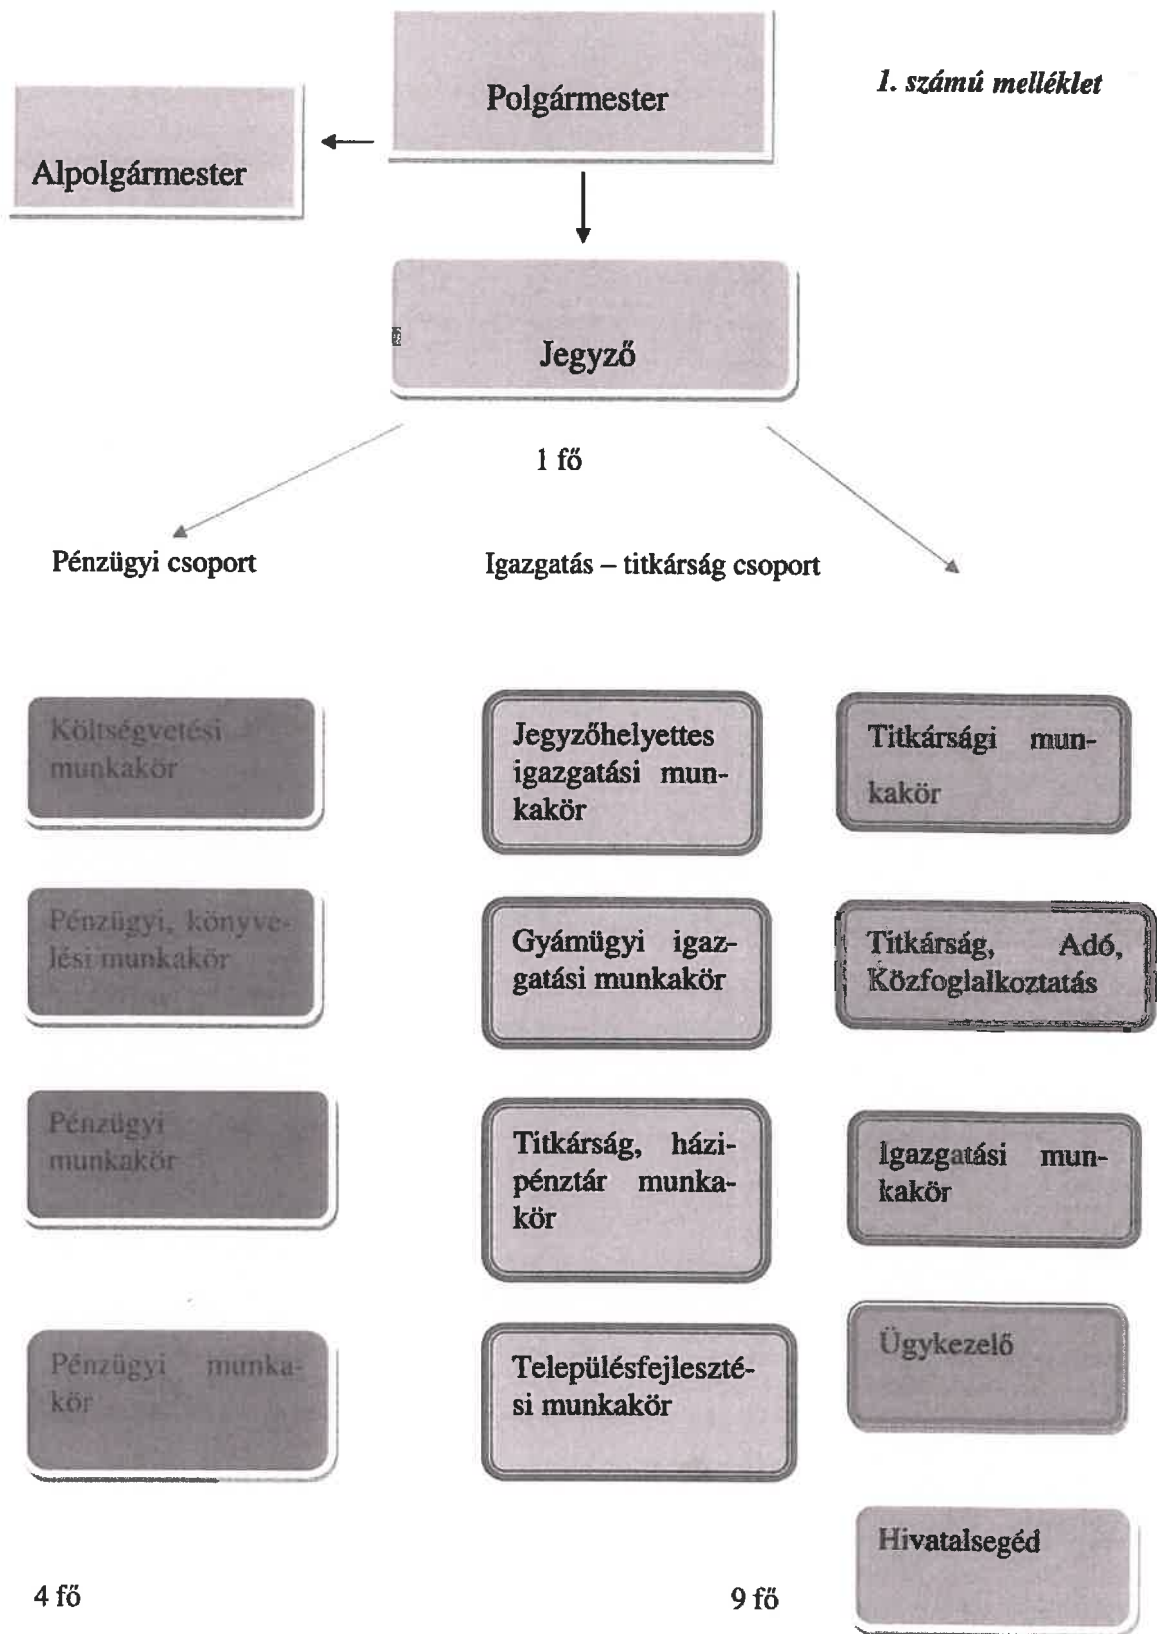 1. számú melléklet
Polgármester
Alpolgármester
Jegyző
1 fő
Pénzügyi csoport
Igazgatás – titkárság csoport
Költségvetési
munkakör
Pénzügyi, könyve-
lési munkakör
Pénzügyi
munkakör
Pénzügyi munka-
kör
4 fő
Jegyzőhelyettes
igazgatási mun-
kakör
Gyámügyi igaz-
gatási munkakör
Titkárság, házi-
pénztár munka-
kör
Településfejleszté-
si munkakör
9 fő
Titkársági mun-
kakör
Titkárság, Adó,
Közfoglalkoztatás
Igazgatási mun-
kakör
Ügykezelő
Hivatalsegéd